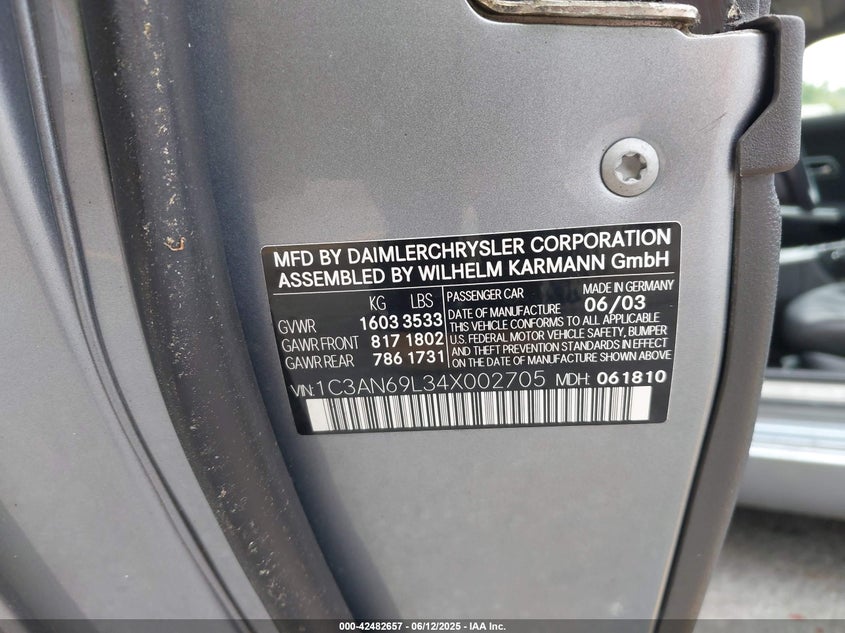 MFD BY DAIMLERCHRYSLER CORPORATION
ASSEMBLED BY WILHELM KARMANN GmbH
KG LBS
GVWR 1603 3533
GAWR FRONT 817 1802
GAWR REAR 786 1731
PASSENGER CAR MADE IN GERMANY
DATE OF MANUFACTURE 06/03
THIS VEHICLE CONFORMS TO ALL APPLICABLE
U.S. FEDERAL MOTOR VEHICLE SAFETY, BUMPER
AND THEFT PREVENTION STANDARDS IN EFFECT
ON THE DATE OF MANUFACTURE SHOWN ABOVE
VIN: 1C3AN69L34X002705 MDH: 061810
000-42482657 - 06/12/2025 - IAA Inc.